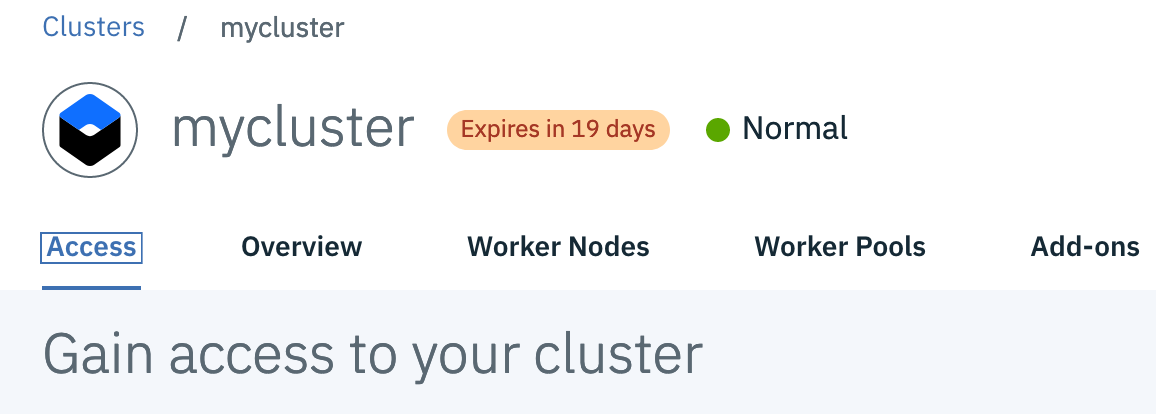 Clusters / mycluster
mycluster Expires in 19 days Normal
Access Overview Worker Nodes Worker Pools Add-ons
Gain access to your cluster